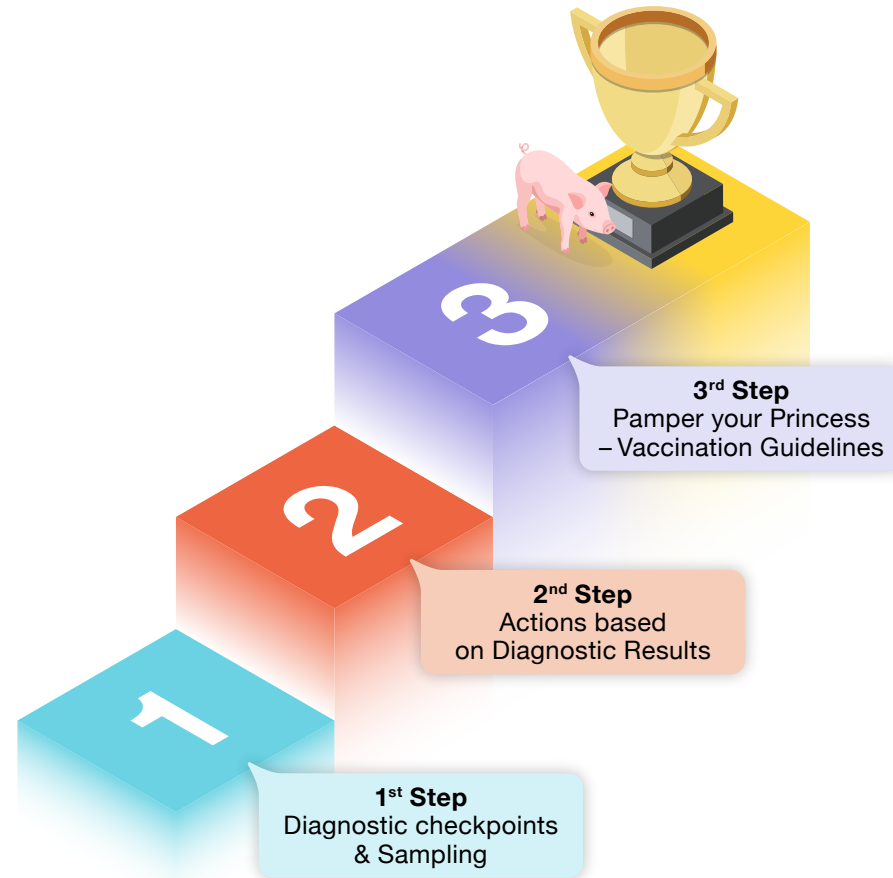 3
3rd Step
Pamper your Princess
– Vaccination Guidelines
2
2nd Step
Actions based
on Diagnostic Results
1
1st Step
Diagnostic checkpoints
& Sampling